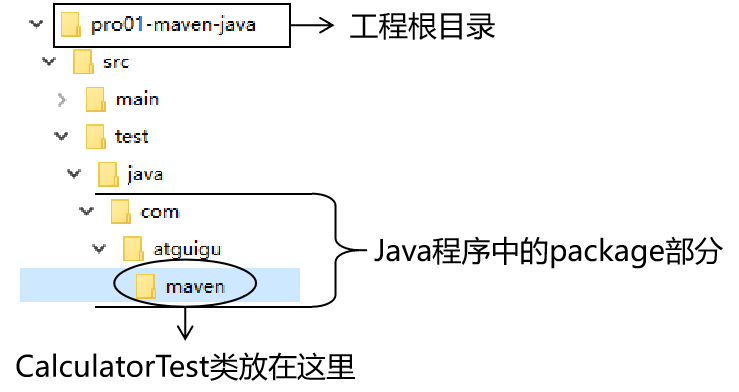 pro01-maven-java
工程根目录
src
main
test
java
com
atguigu
Java程序中的package部分
maven
CalculatorTest类放在这里